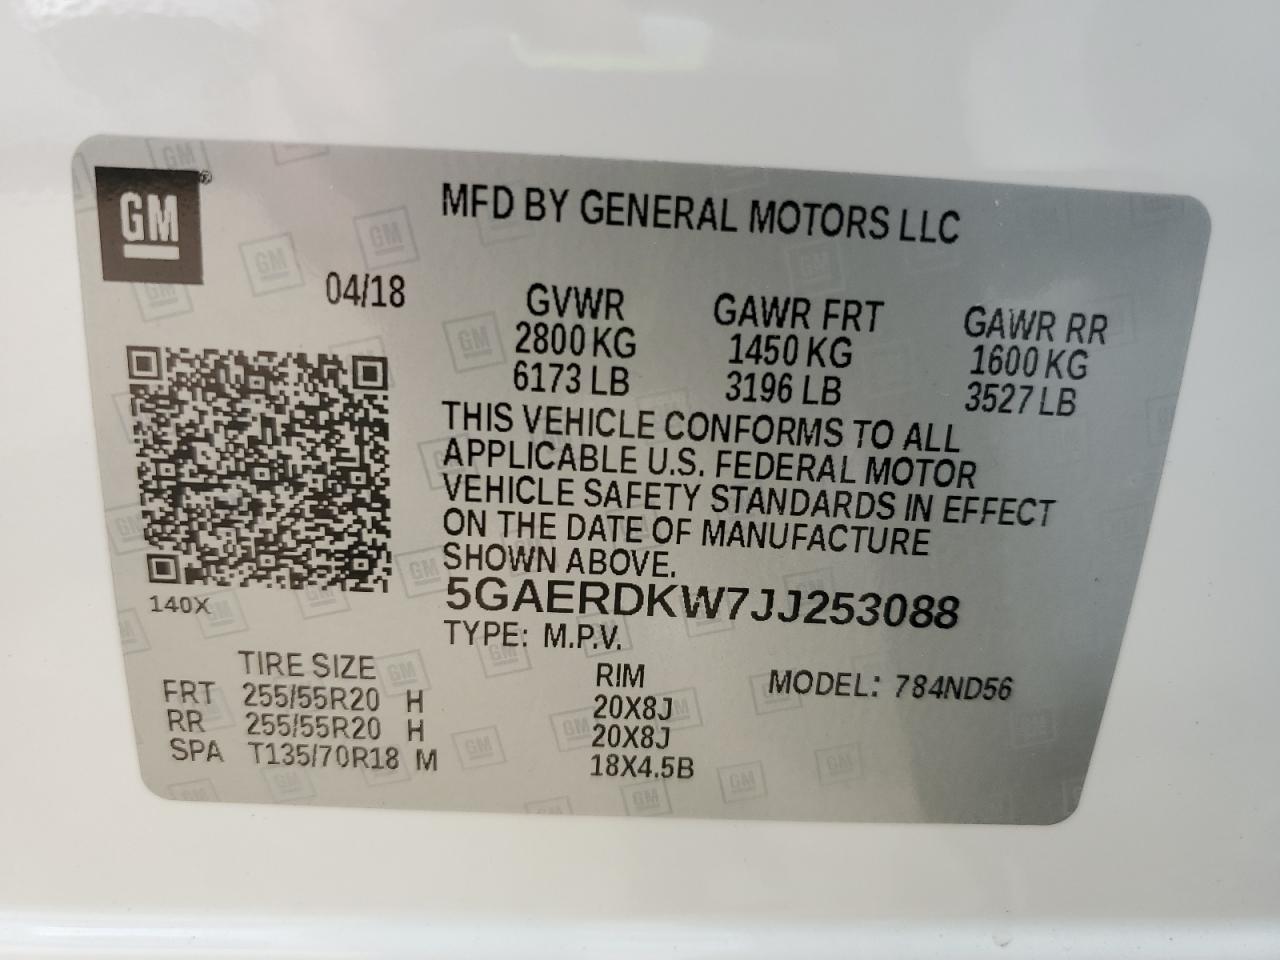 GM®
MFD BY GENERAL MOTORS LLC
04/18
GVWR GAWR FRT GAWR RR
2800 KG 1450 KG 1600 KG
6173 LB 3196 LB 3527 LB
THIS VEHICLE CONFORMS TO ALL
APPLICABLE U.S. FEDERAL MOTOR
VEHICLE SAFETY STANDARDS IN EFFECT
ON THE DATE OF MANUFACTURE
SHOWN ABOVE.
140X
5GAERDKW7JJ253088
TYPE: M.P.V.
TIRE SIZE RIM MODEL: 784ND56
FRT 255/55R20 H 20X8J
RR 255/55R20 H 20X8J
SPA T135/70R18 M 18X4.5B